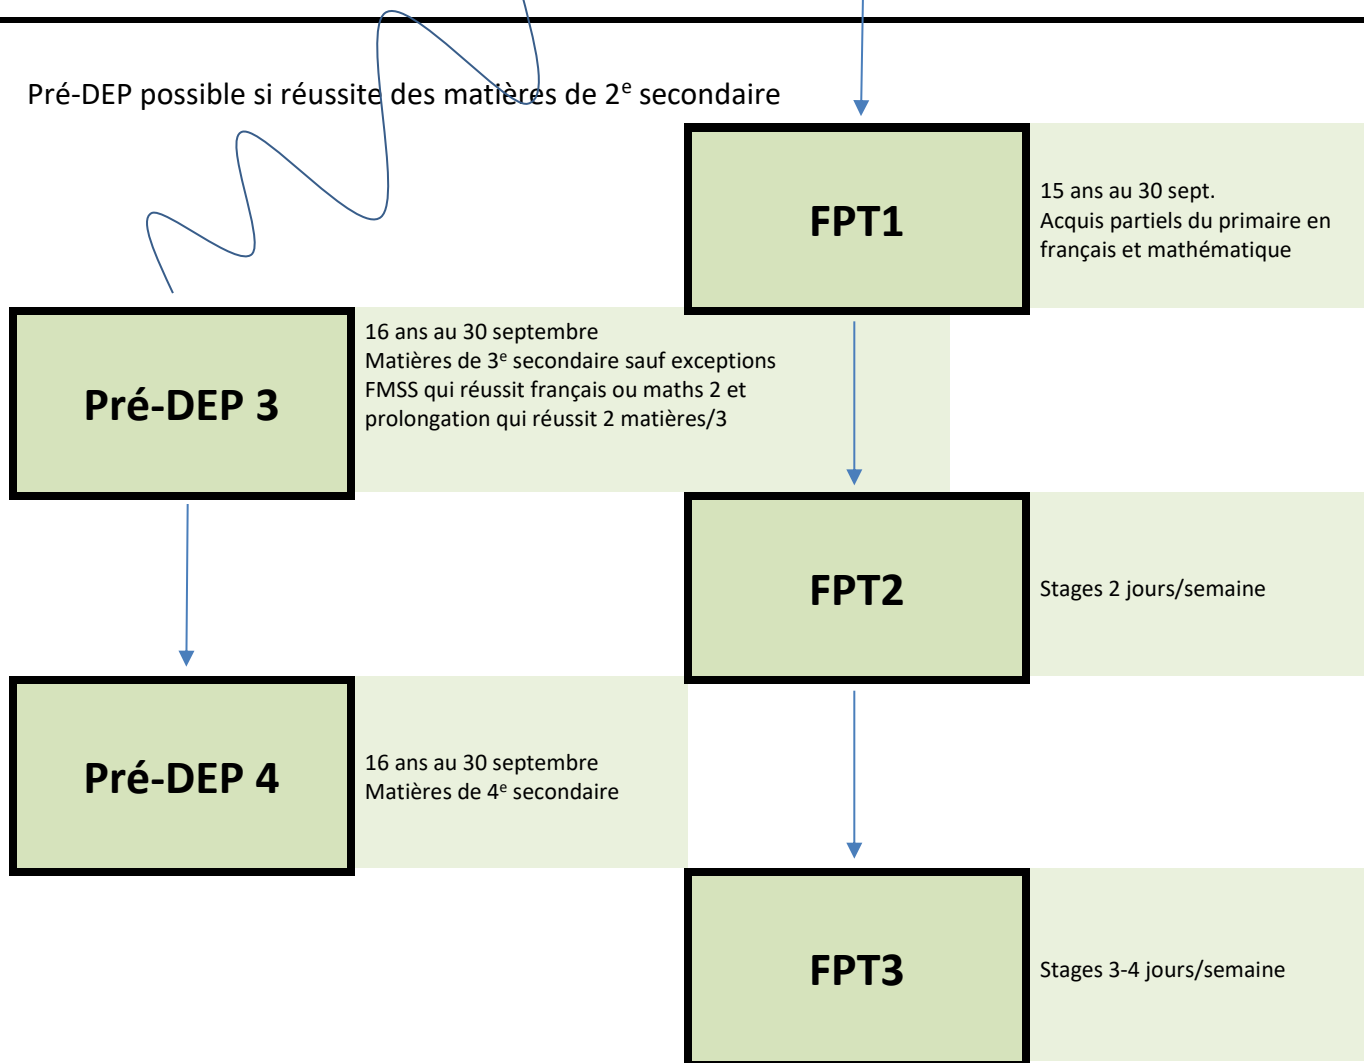 Pré-DEP possible si réussite des matières de 2e secondaire
FPT1
15 ans au 30 sept.
Acquis partiels du primaire en
français et mathématique
Pré-DEP 3
16 ans au 30 septembre
Matières de 3e secondaire sauf exceptions
FMSS qui réussit français ou maths 2 et
prolongation qui réussit 2 matières/3
FPT2
Stages 2 jours/semaine
Pré-DEP 4
16 ans au 30 septembre
Matières de 4e secondaire
FPT3
Stages 3-4 jours/semaine